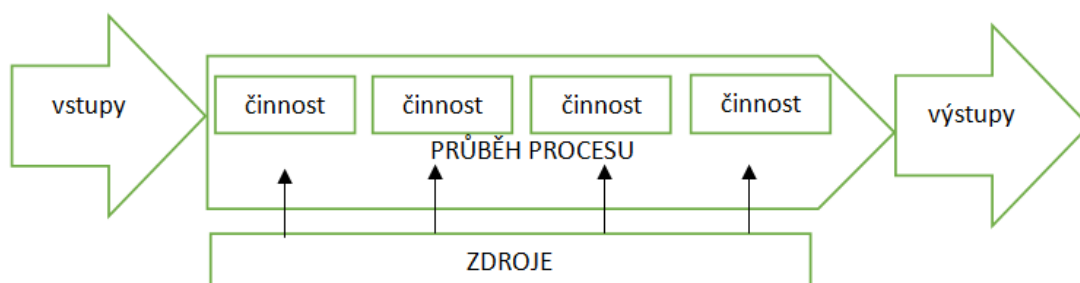 vstupy
činnost
činnost
činnost
činnost
výstupy
PRŮBĚH PROCESU
ZDROJE